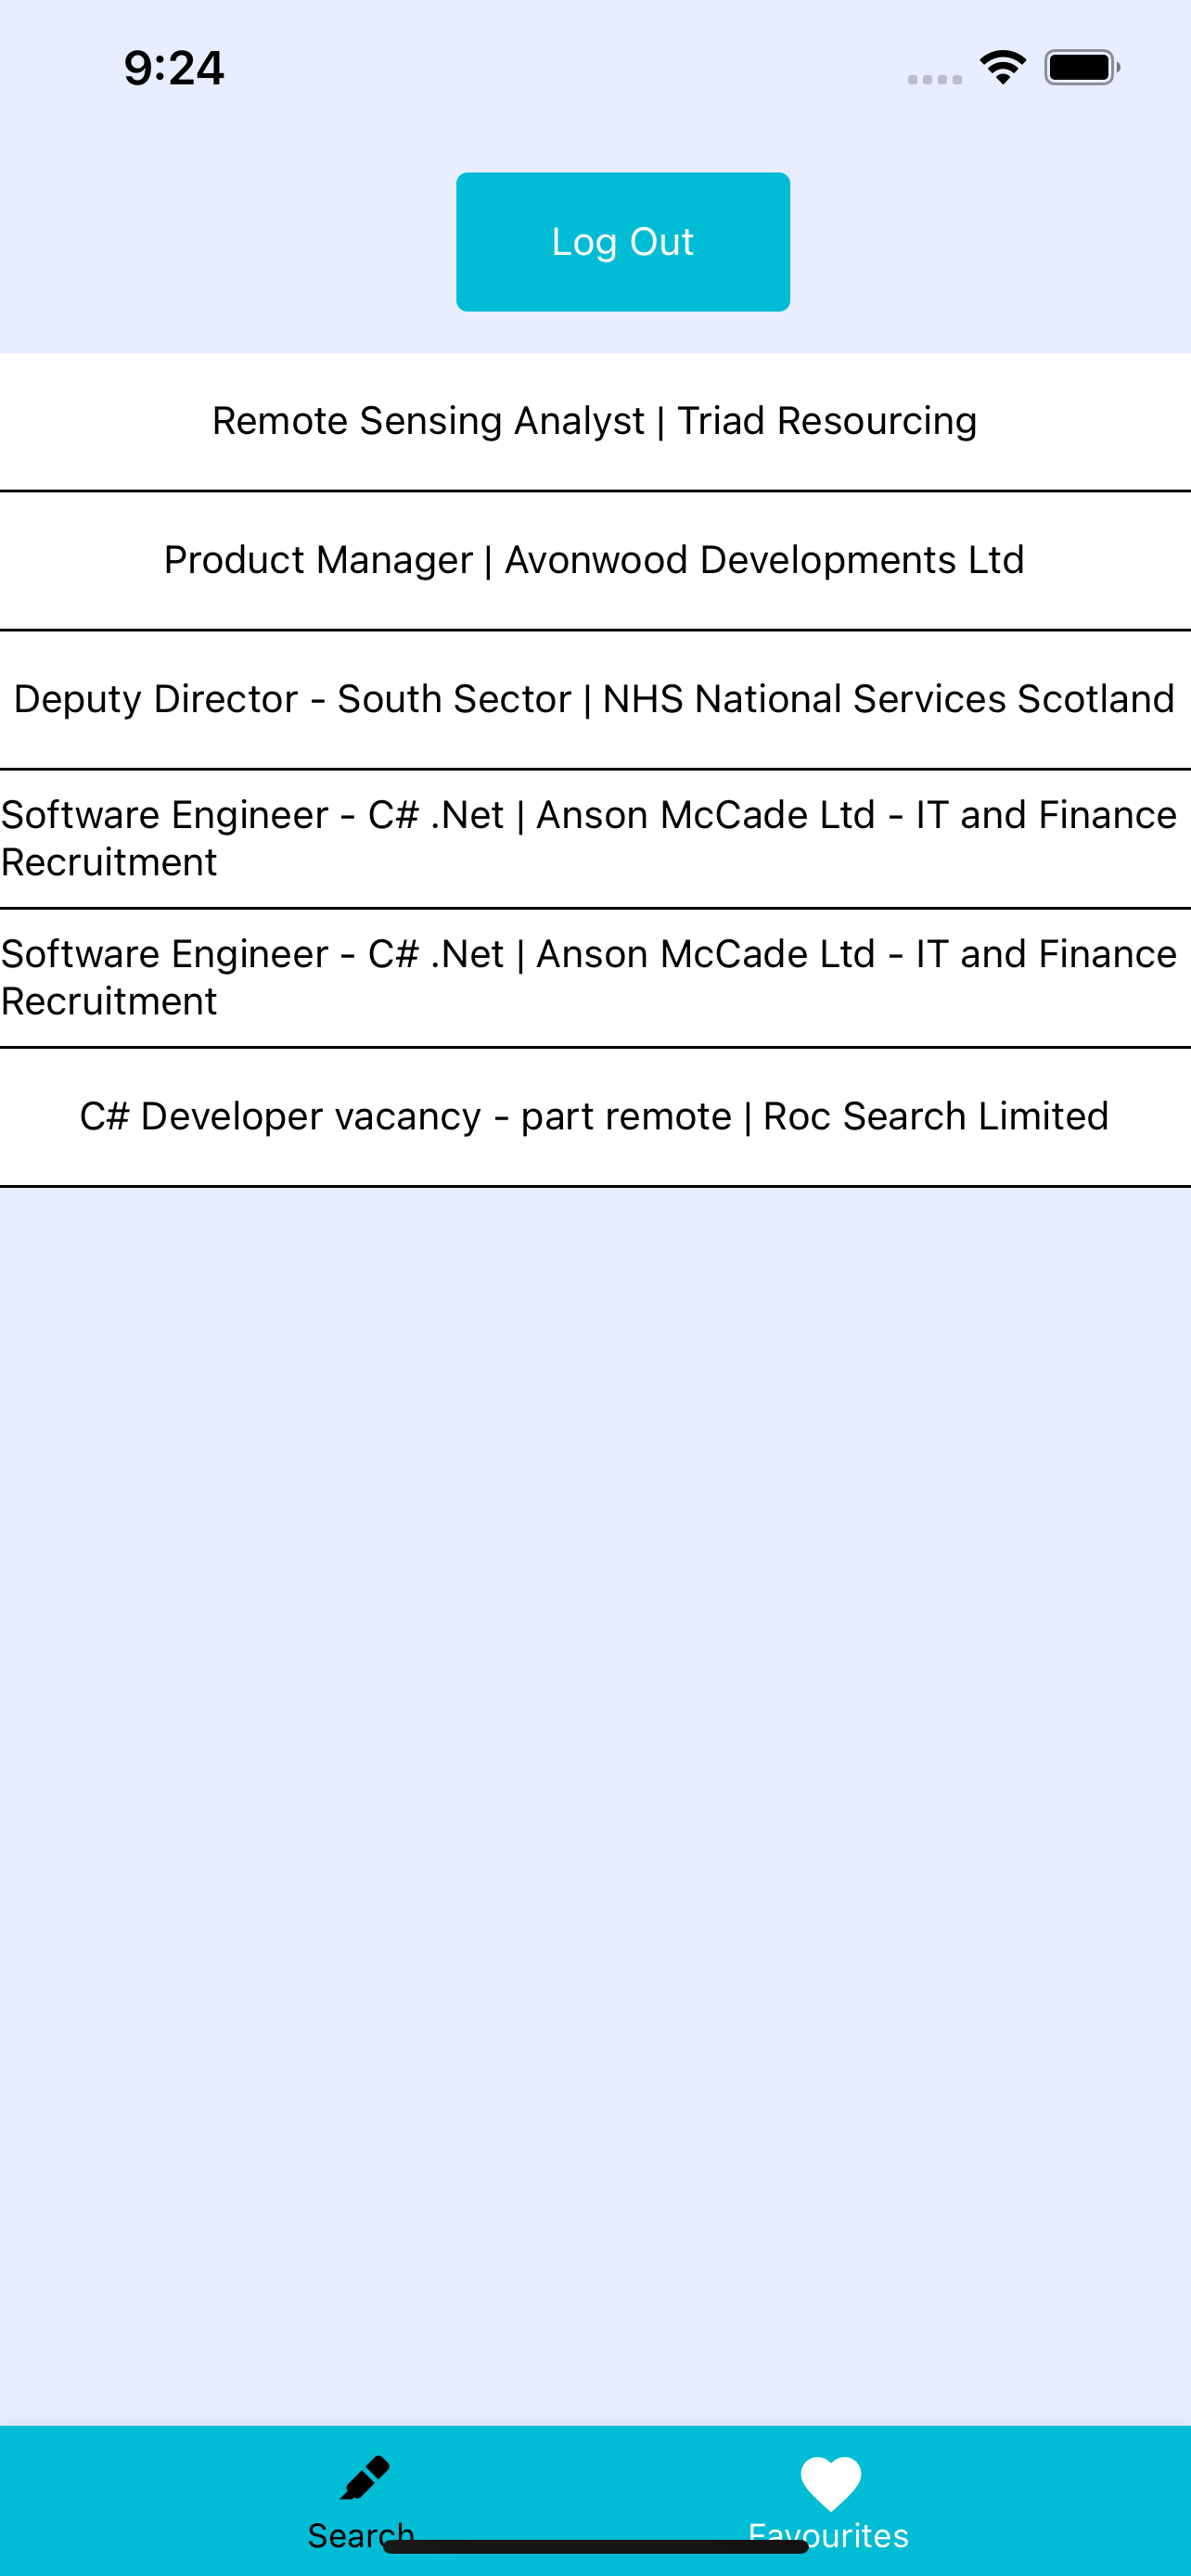 9:24
Log Out
Remote Sensing Analyst | Triad Resourcing
Product Manager | Avonwood Developments Ltd
Deputy Director - South Sector | NHS National Services Scotland
Software Engineer - C# .Net | Anson McCade Ltd - IT and Finance
Recruitment
Software Engineer - C# .Net | Anson McCade Ltd - IT and Finance
Recruitment
C# Developer vacancy - part remote | Roc Search Limited
Search
Favourites